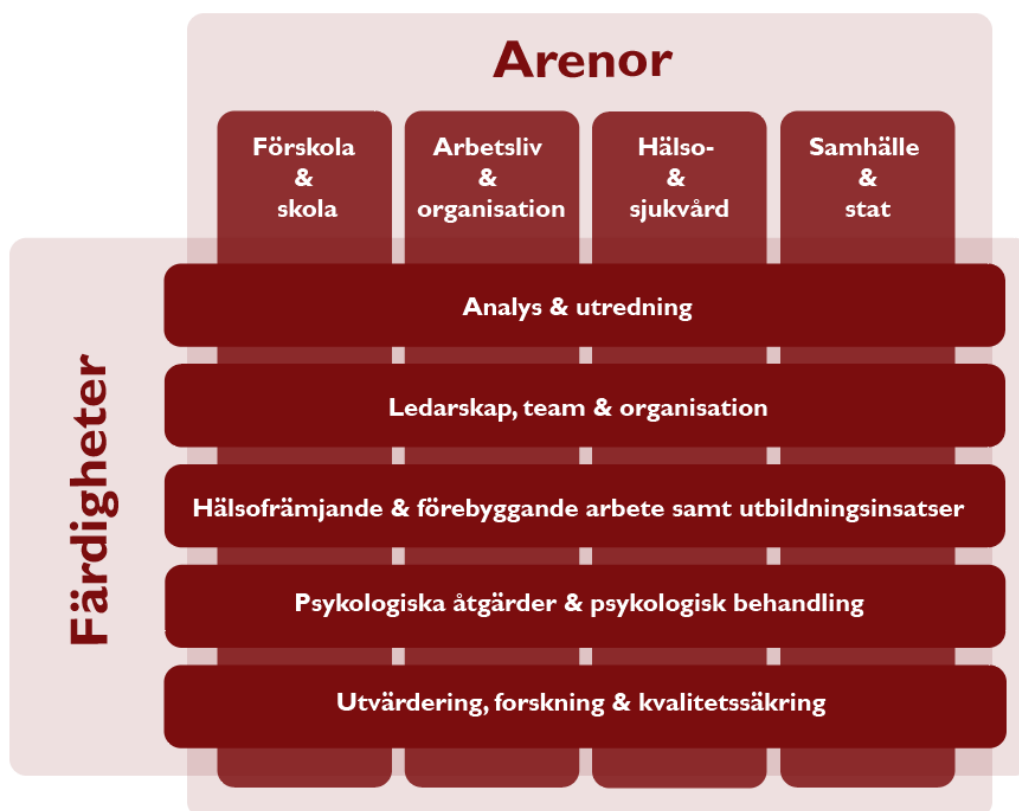 Arenor
Förskola
&
skola
Arbetsliv
&
organisation
Hälso-
&
sjukvård
Samhälle
&
stat
Färdigheter
Analys & utredning
Ledarskap, team & organisation
Hälsofrämjande & förebyggande arbete samt utbildningsinsatser
Psykologiska åtgärder & psykologisk behandling
Utvärdering, forskning & kvalitetssäkring